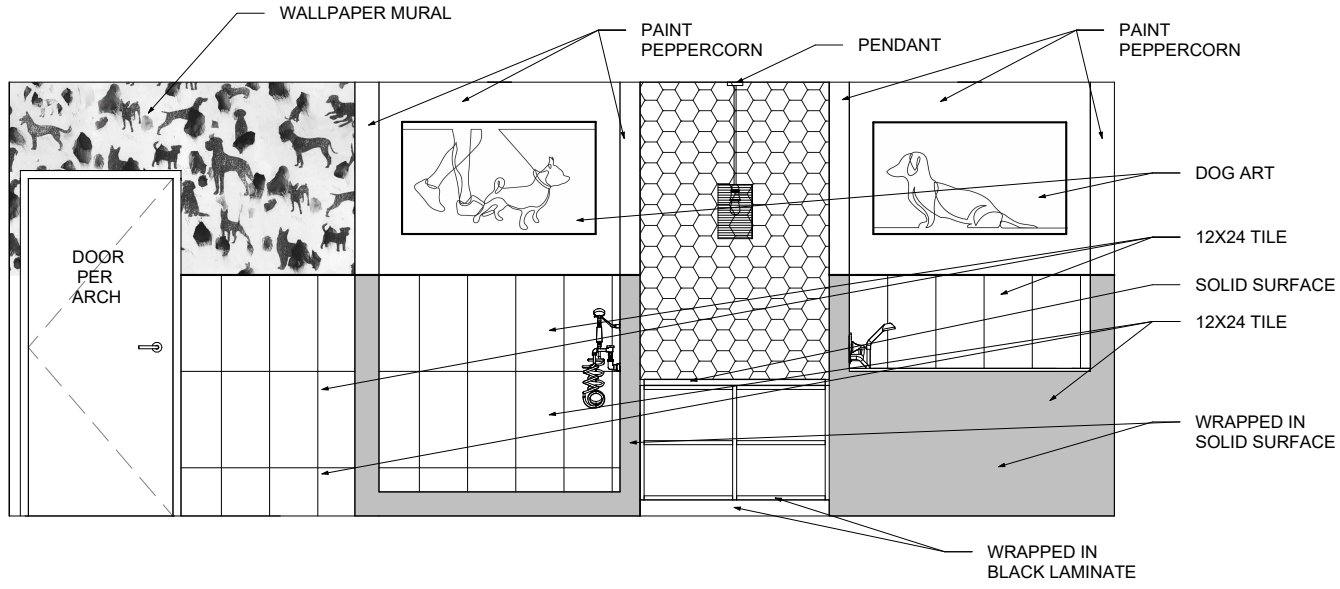 WALLPAPER MURAL
PAINT
PEPPERCORN
PENDANT
PAINT
PEPPERCORN
DOG ART
12X24 TILE
SOLID SURFACE
12X24 TILE
DOOR
PER
ARCH
WRAPPED IN
SOLID SURFACE
WRAPPED IN
BLACK LAMINATE